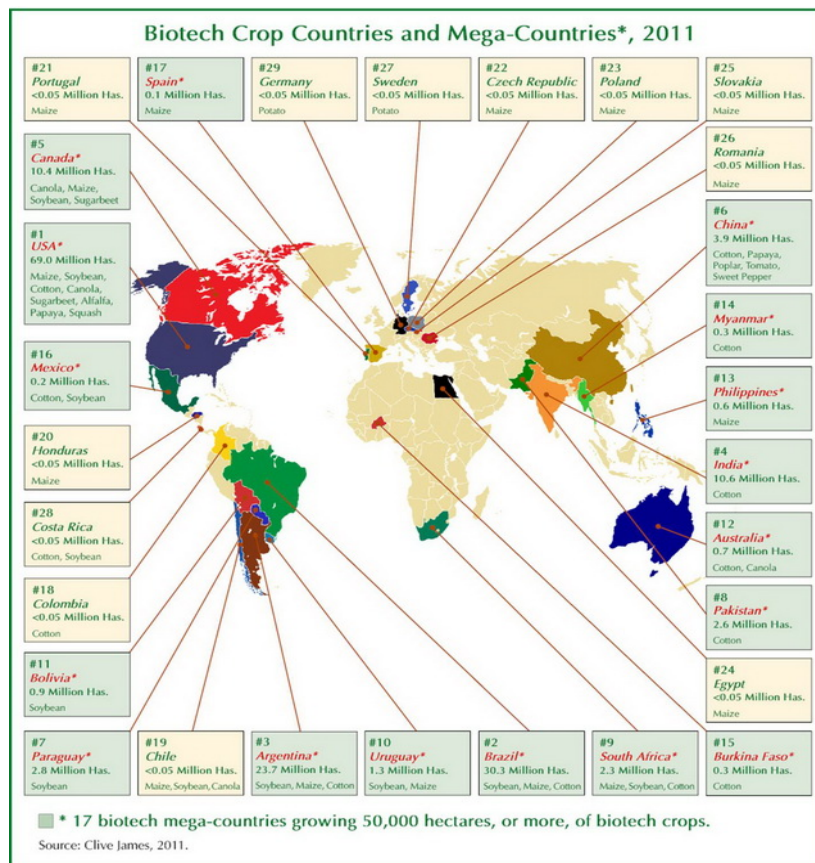 Biotech Crop Countries and Mega-Countries*, 2011
#21
Portugal
<0.05 Million Has.
Maize
#17
Spain*
0.1 Million Has.
Maize
#29
Germany
<0.05 Million Has.
Potato
#27
Sweden
<0.05 Million Has.
Potato
#22
Czech Republic
<0.05 Million Has.
Maize
#23
Poland
<0.05 Million Has.
Maize
#25
Slovakia
<0.05 Million Has.
Maize
#5
Canada*
10.4 Million Has.
Canola, Maize,
Soybean, Sugarbeet
#1
USA*
69.0 Million Has.
Maize, Soybean,
Cotton, Canola,
Sugarbeet, Alfalfa,
Papaya, Squash
#16
Mexico*
0.2 Million Has.
Cotton, Soybean
#20
Honduras
<0.05 Million Has.
Maize
#28
Costa Rica
<0.05 Million Has.
Cotton, Soybean
#18
Colombia
<0.05 Million Has.
Cotton
#11
Bolivia*
0.9 Million Has.
Soybean
#26
Romania
<0.05 Million Has.
Maize
#6
China*
3.9 Million Has.
Cotton, Papaya,
Poplar, Tomato,
Sweet Pepper
#14
Myanmar*
0.3 Million Has.
Cotton
#13
Philippines*
0.6 Million Has.
Maize
#4
India*
10.6 Million Has.
Cotton
#12
Australia*
0.7 Million Has.
Cotton, Canola
#8
Pakistan*
2.6 Million Has.
Cotton
#24
Egypt
<0.05 Million Has.
Maize
#7
Paraguay*
2.8 Million Has.
Soybean
#19
Chile
<0.05 Million Has.
Maize, Soybean, Canola
#3
Argentina*
23.7 Million Has.
Soybean, Maize, Cotton
#10
Uruguay*
1.3 Million Has.
Soybean, Maize
#2
Brazil*
30.3 Million Has.
Soybean, Maize, Cotton
#9
South Africa*
2.3 Million Has.
Maize, Soybean, Cotton
#15
Burkina Faso*
0.3 Million Has.
Cotton
* 17 biotech mega-countries growing 50,000 hectares, or more, of biotech crops.
Source: Clive James, 2011.